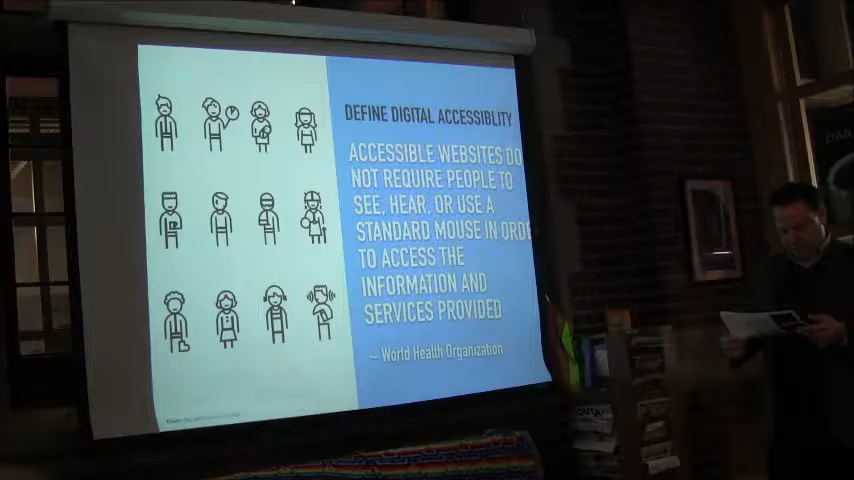 DEFINE DIGITAL ACCESSIBLITY
ACCESSIBLE WEBSITES DO
NOT REQUIRE PEOPLE TO
SEE, HEAR, OR USE A
STANDARD MOUSE IN ORDE
TO ACCESS THE
INFORMATION AND
SERVICES PROVIDED
~ World Health Organization